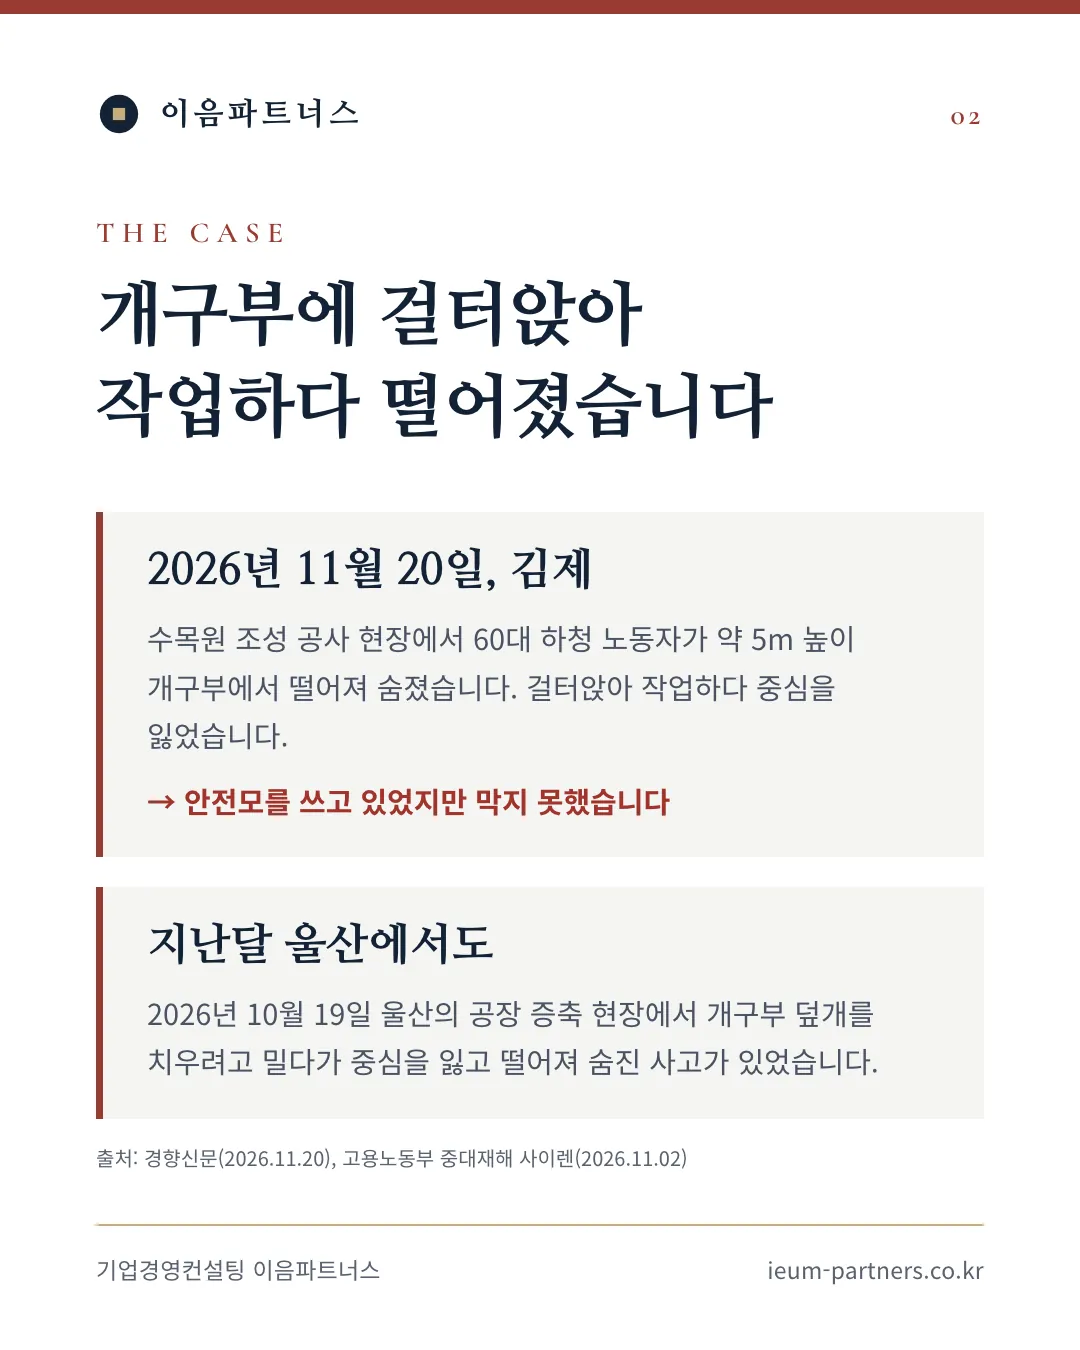 이음파트너스
02
THE CASE
개구부에 걸터앉아
작업하다 떨어졌습니다
2026년 11월 20일, 김제
수목원 조성 공사 현장에서 60대 하청 노동자가 약 5m 높이
개구부에서 떨어져 숨졌습니다. 걸터앉아 작업하다 중심을
잃었습니다.
→ 안전모를 쓰고 있었지만 막지 못했습니다
지난달 울산에서도
2026년 10월 19일 울산의 공장 증축 현장에서 개구부 덮개를
치우려고 밀다가 중심을 잃고 떨어져 숨진 사고가 있었습니다.
출처: 경향신문(2026.11.20), 고용노동부 중대재해 사이렌(2026.11.02)
기업경영컨설팅 이음파트너스
ieum-partners.co.kr